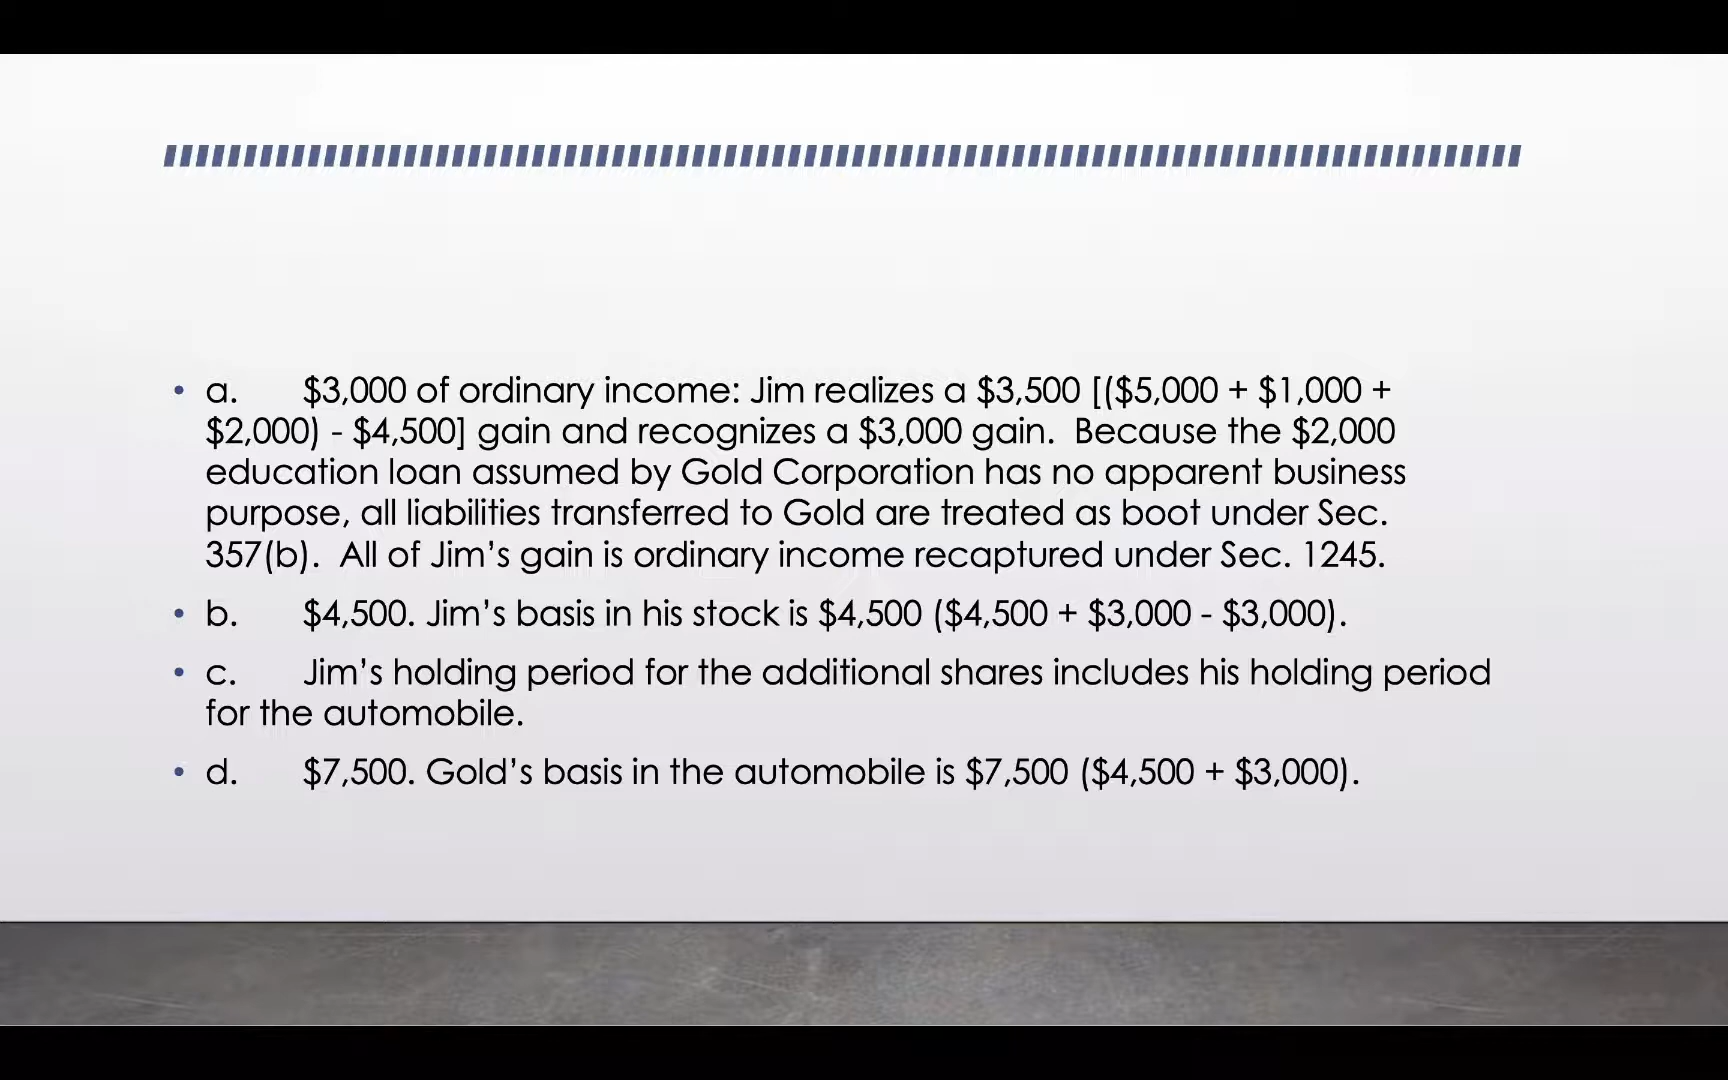 • a. $3,000 of ordinary income: Jim realizes a $3,500 [($5,000 + $1,000 +
$2,000) - $4,500] gain and recognizes a $3,000 gain. Because the $2,000
education loan assumed by Gold Corporation has no apparent business
purpose, all liabilities transferred to Gold are treated as boot under Sec.
357(b). All of Jim’s gain is ordinary income recaptured under Sec. 1245.
• b. $4,500. Jim’s basis in his stock is $4,500 ($4,500 + $3,000 - $3,000).
• c. Jim’s holding period for the additional shares includes his holding period
for the automobile.
• d. $7,500. Gold’s basis in the automobile is $7,500 ($4,500 + $3,000).